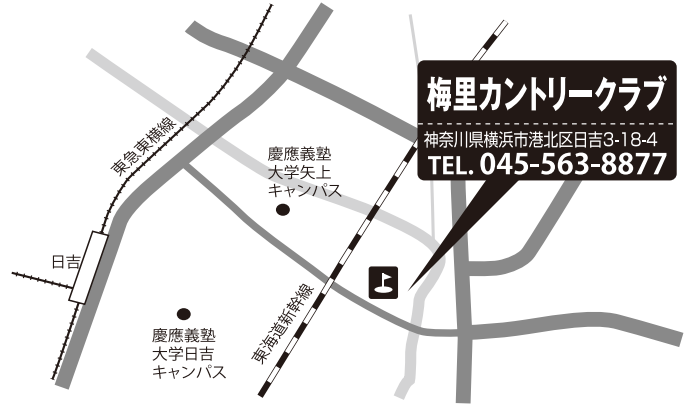 梅里カントリークラブ
神奈川県横浜市港北区日吉3-18-4
TEL. 045-563-8877
東急東横線
慶應義塾
大学矢上
キャンパス
日吉
東海道新幹線
慶應義塾
大学日吉
キャンパス